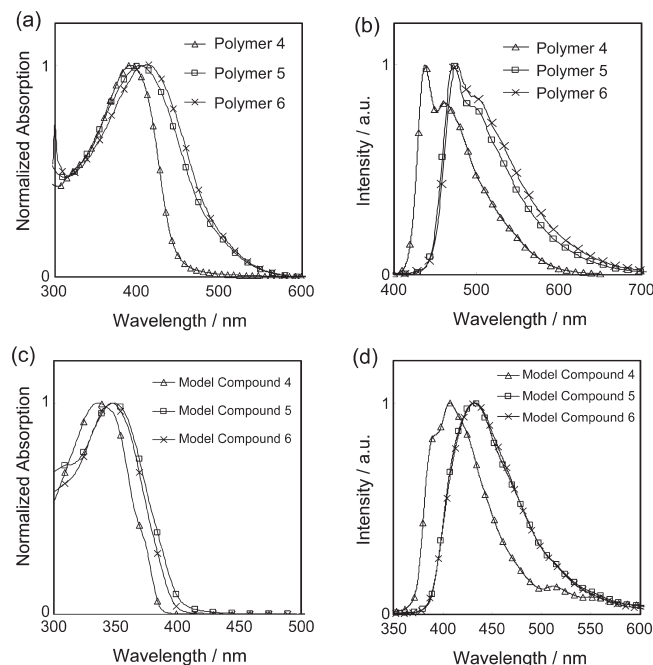 (a)
Normalized Absorption
1
0
Polymer 4
Polymer 5
Polymer 6
300 400 500 600
Wavelength / nm
(b)
Intensity / a.u.
1
0
Polymer 4
Polymer 5
Polymer 6
400 500 600 700
Wavelength / nm
(c)
Normalized Absorption
1
0
Model Compound 4
Model Compound 5
Model Compound 6
300 350 400 450 500
Wavelength / nm
(d)
Intensity / a.u.
1
0
Model Compound 4
Model Compound 5
Model Compound 6
350 400 450 500 550 600
Wavelength / nm